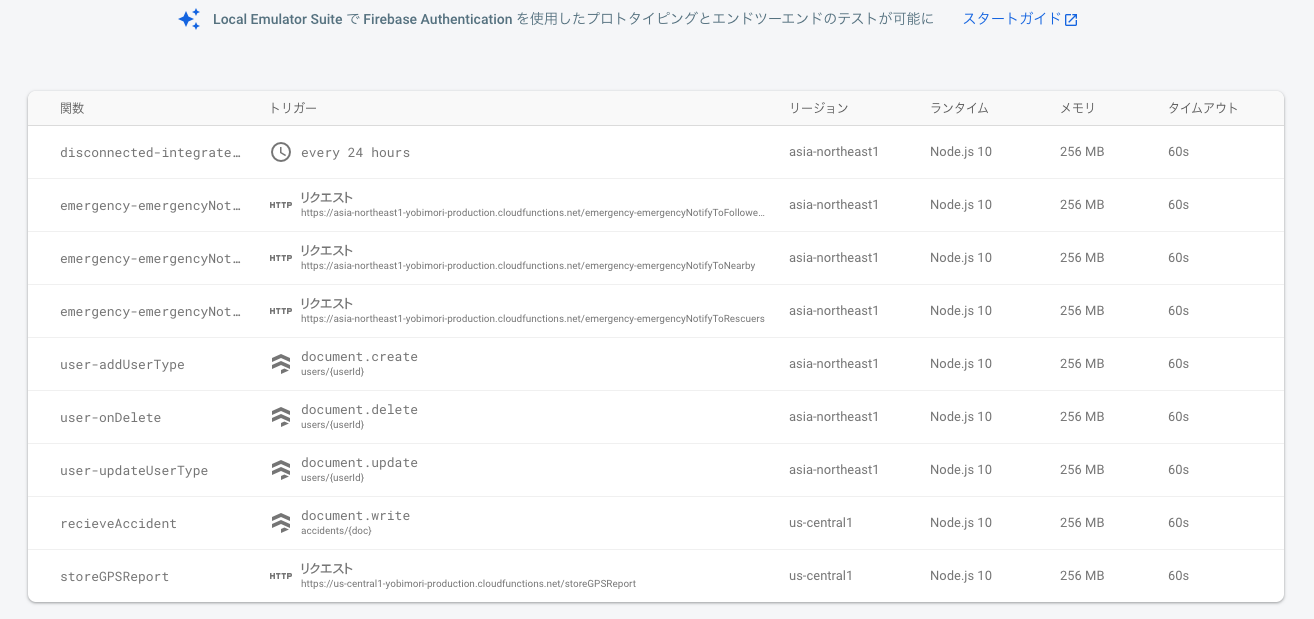 Local Emulator Suite で Firebase Authentication を使用したプロトタイピングとエンドツーエンドのテストが可能に スタートガイド
関数 トリガー リージョン ランタイム メモリ タイムアウト
disconnected-integrate… every 24 hours asia-northeast1 Node.js 10 256 MB 60s
emergency-emergencyNot… HTTP リクエスト asia-northeast1 Node.js 10 256 MB 60s
https://asia-northeast1-yobimori-production.cloudfunctions.net/emergency-emergencyNotifyToFollowe…
emergency-emergencyNot… HTTP リクエスト asia-northeast1 Node.js 10 256 MB 60s
https://asia-northeast1-yobimori-production.cloudfunctions.net/emergency-emergencyNotifyToNearby
emergency-emergencyNot… HTTP リクエスト asia-northeast1 Node.js 10 256 MB 60s
https://asia-northeast1-yobimori-production.cloudfunctions.net/emergency-emergencyNotifyToRescuers
user-addUserType document.create asia-northeast1 Node.js 10 256 MB 60s
users/{userId}
user-onDelete document.delete asia-northeast1 Node.js 10 256 MB 60s
users/{userId}
user-updateUserType document.update asia-northeast1 Node.js 10 256 MB 60s
users/{userId}
recieveAccident document.write us-central1 Node.js 10 256 MB 60s
accidents/{doc}
storeGPSReport HTTP リクエスト us-central1 Node.js 10 256 MB 60s
https://us-central1-yobimori-production.cloudfunctions.net/storeGPSReport